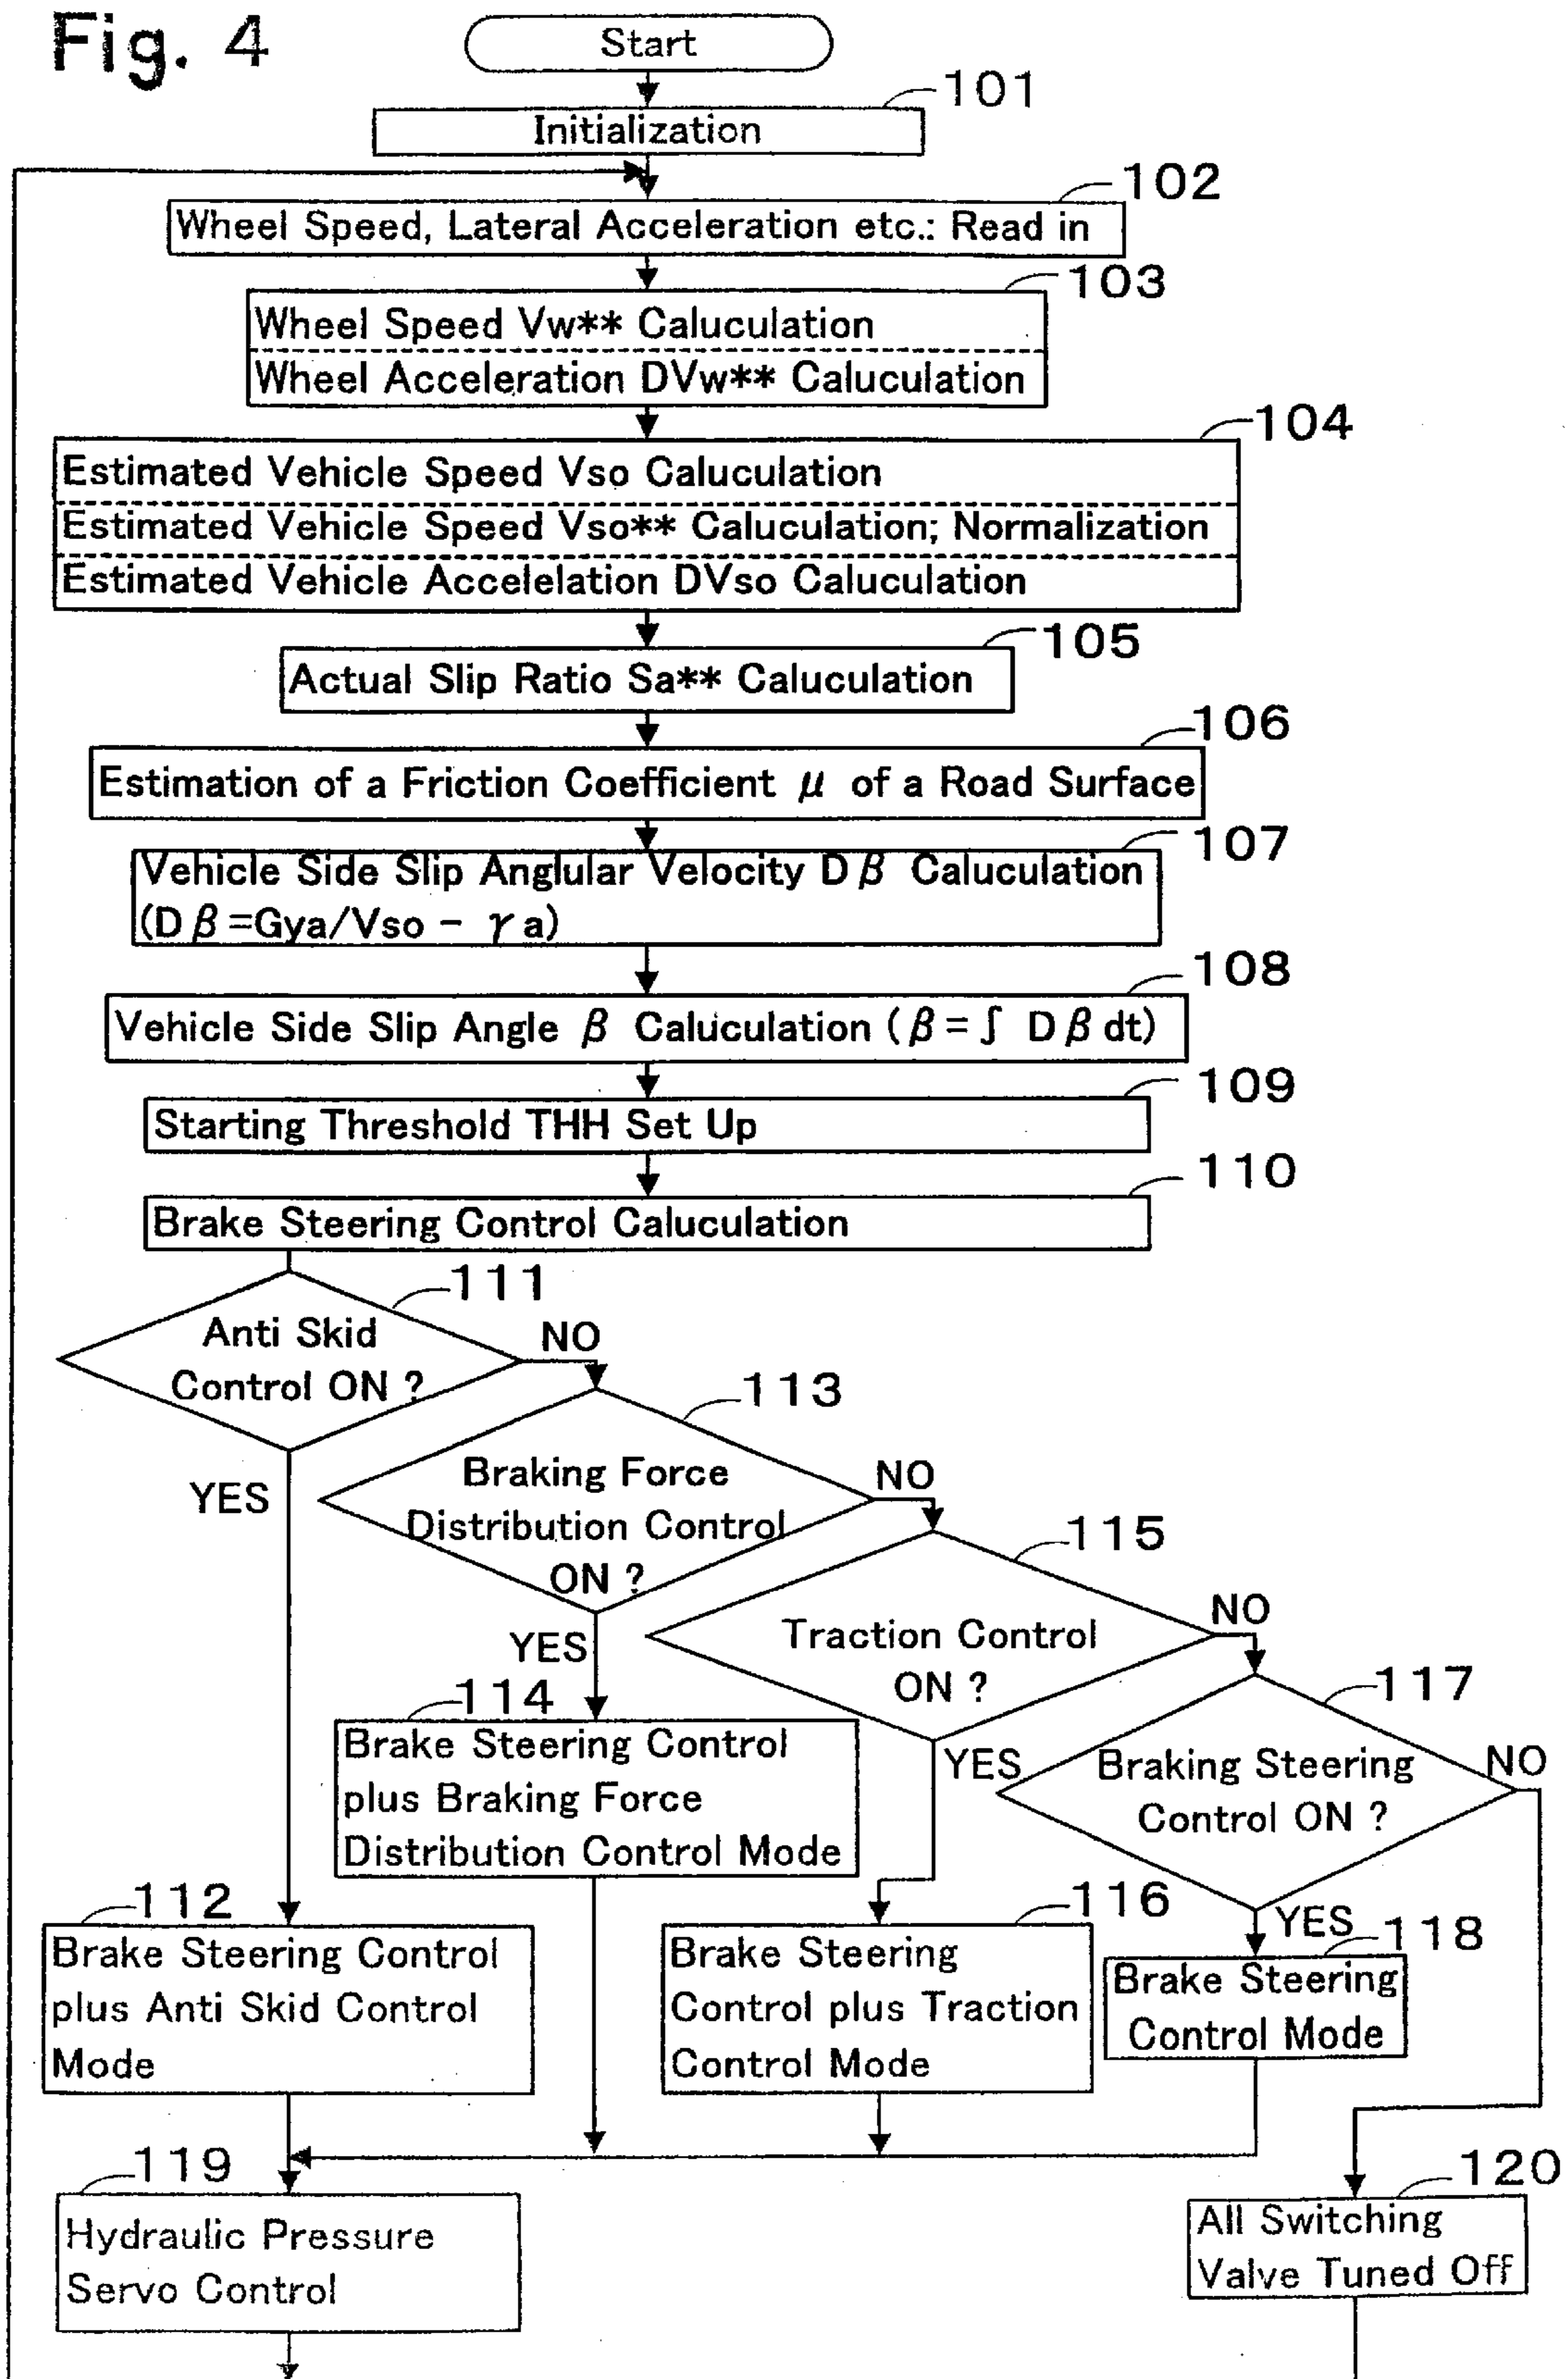 Fig. 4
Start
101
Initialization
102
Wheel Speed, Lateral Acceleration etc.: Read in
103
Wheel Speed Vw** Caluculation
Wheel Acceleration DVw** Caluculation
104
Estimated Vehicle Speed Vso Caluculation
Estimated Vehicle Speed Vso** Caluculation; Normalization
Estimated Vehicle Accelelation DVso Caluculation
105
Actual Slip Ratio Sa** Caluculation
106
Estimation of a Friction Coefficient μ of a Road Surface
107
Vehicle Side Slip Anglular Velocity Dβ Caluculation
(Dβ=Gya/Vso - γa)
108
Vehicle Side Slip Angle β Caluculation (β=∫ Dβdt)
109
Starting Threshold THH Set Up
110
Brake Steering Control Caluculation
111
Anti Skid
Control ON ?
NO
YES
113
Braking Force
Distribution Control
ON ?
NO
YES
115
Traction Control
ON ?
NO
YES
117
Braking Steering
Control ON ?
NO
YES
114
Brake Steering Control
plus Braking Force
Distribution Control Mode
112
Brake Steering Control
plus Anti Skid Control
Mode
116
Brake Steering
Control plus Traction
Control Mode
118
Brake Steering
Control Mode
119
Hydraulic Pressure
Servo Control
120
All Switching
Valve Tuned Off